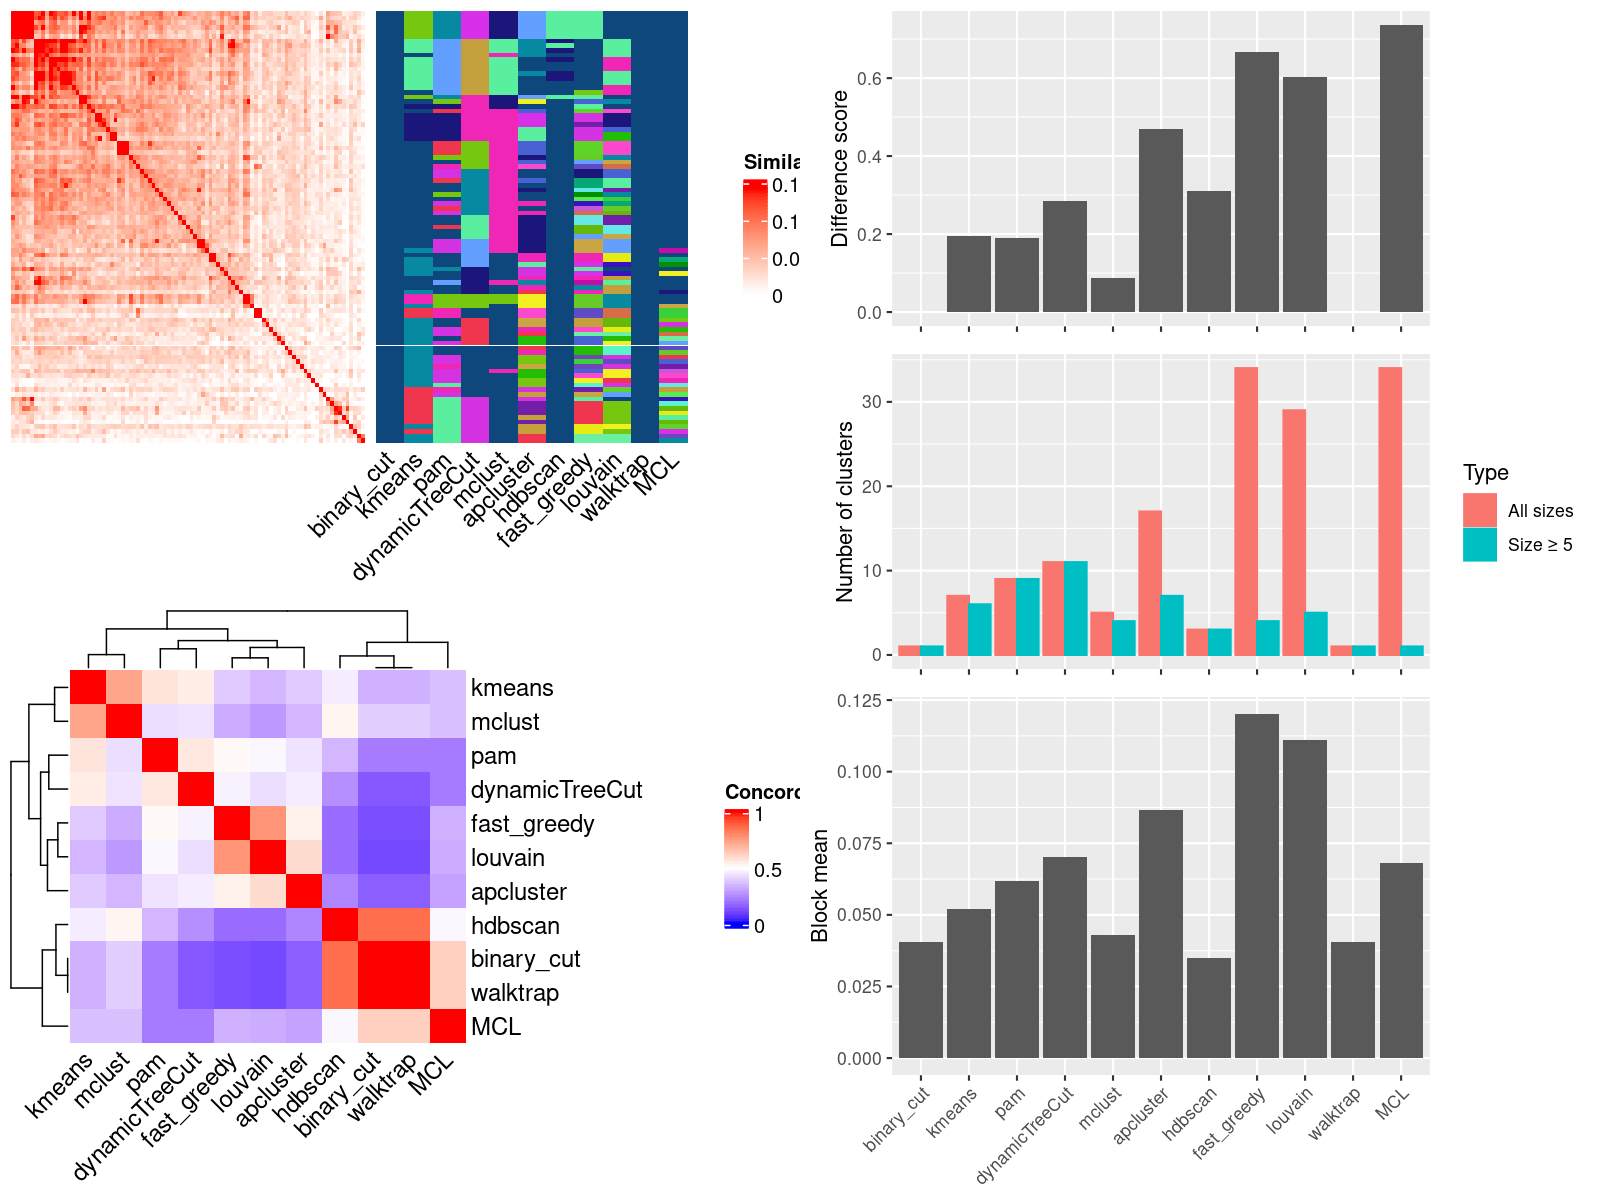 Simila
0.1
0.1
0.0
0
binary_cut
kmeans
pam
dynamicTreeCut
mclust
apcluster
hdbscan
fast_greedy
louvain
walktrap
MCL
kmeans
mclust
pam
dynamicTreeCut
fast_greedy
louvain
apcluster
hdbscan
binary_cut
walktrap
MCL
Concord
1
0.5
0
kmeans
mclust
pam
dynamicTreeCut
fast_greedy
louvain
apcluster
hdbscan
binary_cut
walktrap
MCL
Difference score
0.6
0.4
0.2
0.0
Number of clusters
30
20
10
0
Type
All sizes
Size ≥ 5
Block mean
0.125
0.100
0.075
0.050
0.025
0.000
binary_cut
kmeans
pam
dynamicTreeCut
mclust
apcluster
hdbscan
fast_greedy
louvain
walktrap
MCL